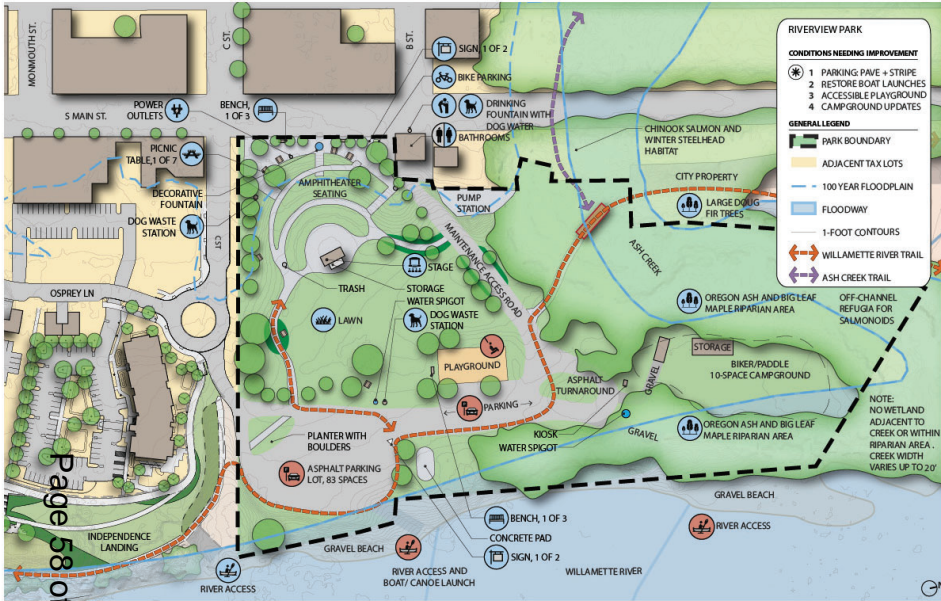 MONMOUTH ST.
C ST.
B ST.
SIGN, 1 OF 2
BIKE PARKING
POWER
OUTLETS
BENCH,
1 OF 3
DRINKING
FOUNTAIN WITH
DOG WATER
BATHROOMS
S MAIN ST.
PICNIC
TABLE,1 OF 7
DECORATIVE
FOUNTAIN
DOG WASTE
STATION
AMPHITHEATER
SEATING
PUMP
STATION
CHINOOK SALMON AND
WINTER STEELHEAD
HABITAT
CITY PROPERTY
LARGE DOUG
FIR TREES
RIVERVIEW PARK
CONDITIONS NEEDING IMPROVEMENT
1 PARKING: PAVE + STRIPE
2 RESTORE BOAT LAUNCHES
3 ACCESSIBLE PLAYGROUND
4 CAMPGROUND UPDATES
GENERAL LEGEND
PARK BOUNDARY
ADJACENT TAX LOTS
100 YEAR FLOODPLAIN
FLOODWAY
1-FOOT CONTOURS
WILLAMETTE RIVER TRAIL
ASH CREEK TRAIL
C ST
MAINTENANCE ACCESS ROAD
ASH CREEK
STAGE
TRASH
STORAGE
WATER SPIGOT
DOG WASTE
STATION
LAWN
OSPREY LN
OREGON ASH AND BIG LEAF
MAPLE RIPARIAN AREA
OFF-CHANNEL
REFUGIA FOR
SALMONOIDS
STORAGE
BIKER/PADDLE
10-SPACE CAMPGROUND
GRAVEL
PLAYGROUND
ASPHALT
TURNAROUND
PARKING
NOTE:
NO WETLAND
ADJACENT TO
CREEK OR WITHIN
RIPARIAN AREA .
CREEK WIDTH
VARIES UP TO 20'
PLANTER WITH
BOULDERS
KIOSK
WATER SPIGOT
GRAVEL
OREGON ASH AND BIG LEAF
MAPLE RIPARIAN AREA
ASPHALT PARKING
LOT, 83 SPACES
GRAVEL BEACH
RIVER ACCESS
BENCH, 1 OF 3
CONCRETE PAD
SIGN, 1 OF 2
INDEPENDENCE
LANDING
GRAVEL BEACH
RIVER ACCESS
RIVER ACCESS AND
BOAT/ CANOE LAUNCH
WILLAMETTE RIVER
Page 58 of